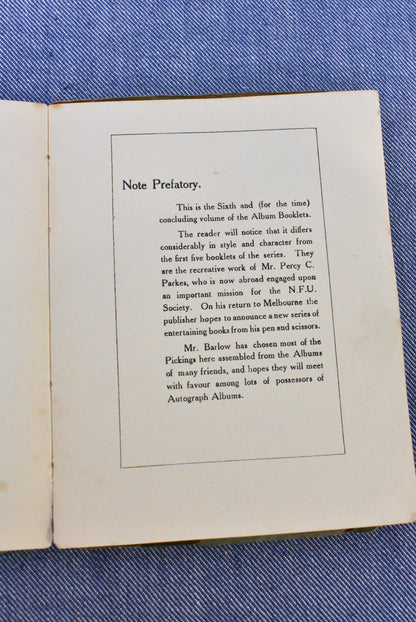 Note Prefatory.
This is the Sixth and (for the time)
concluding volume of the Album Booklets.
The reader will notice that it differs
considerably in style and character from
the first five booklets of the series. They
are the recreative work of Mr. Percy C.
Parkes, who is now abroad engaged upon
an important mission for the N.F.U.
Society. On his return to Melbourne the
publisher hopes to announce a new series of
entertaining books from his pen and scissors.
Mr. Barlow has chosen most of the
Pickings here assembled from the Albums
of many friends, and hopes they will meet
with favour among lots of possessors of
Autograph Albums.